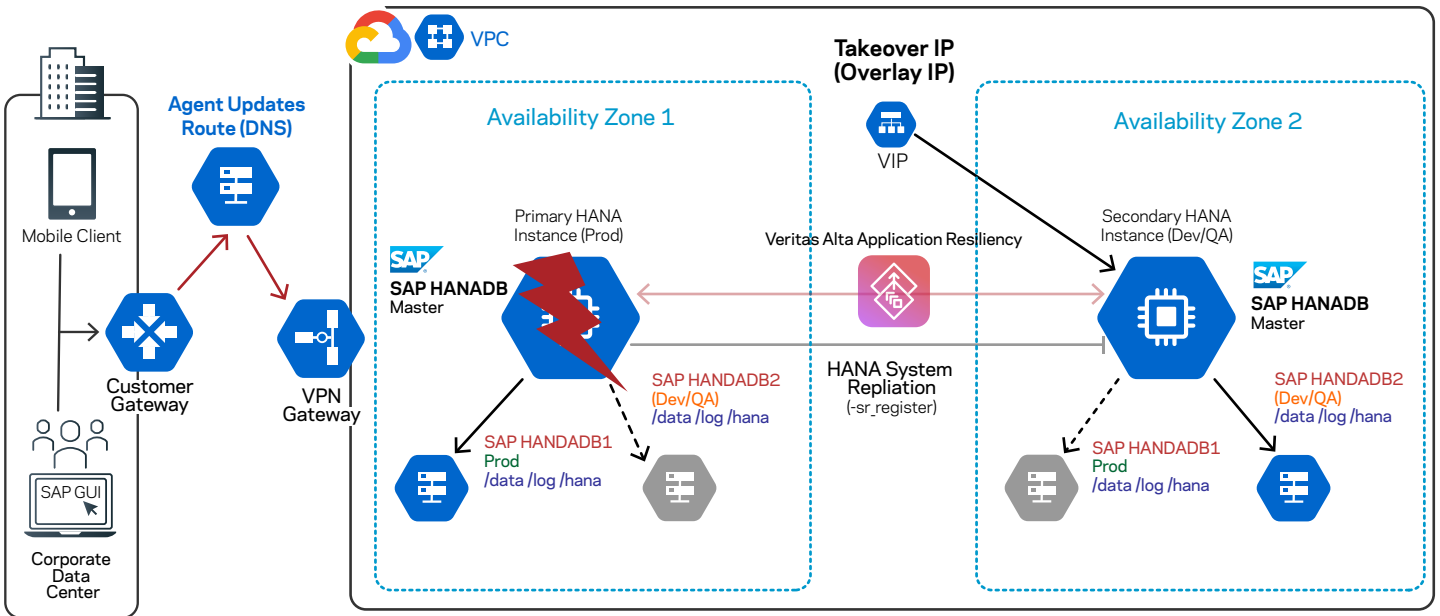 VPC
Takeover IP
(Overlay IP)
Agent Updates
Route (DNS)
Availability Zone 1
Availability Zone 2
VIP
Mobile Client
Primary HANA
Instance (Prod)
Secondary HANA
Instance (Dev/QA)
Veritas Alta Application Resiliency
SAP
SAP HANADB
Master
SAP
SAP HANADB
Master
Customer
Gateway
VPN
Gateway
HANA System
Repliation
(-sr_register)
SAP HANDADB2
(Dev/QA)
/data /log /hana
SAP HANDADB1
Prod
/data /log /hana
SAP HANDADB2
(Dev/QA)
/data /log /hana
SAP HANDADB1
Prod
/data /log /hana
SAP GUI
Corporate
Data
Center